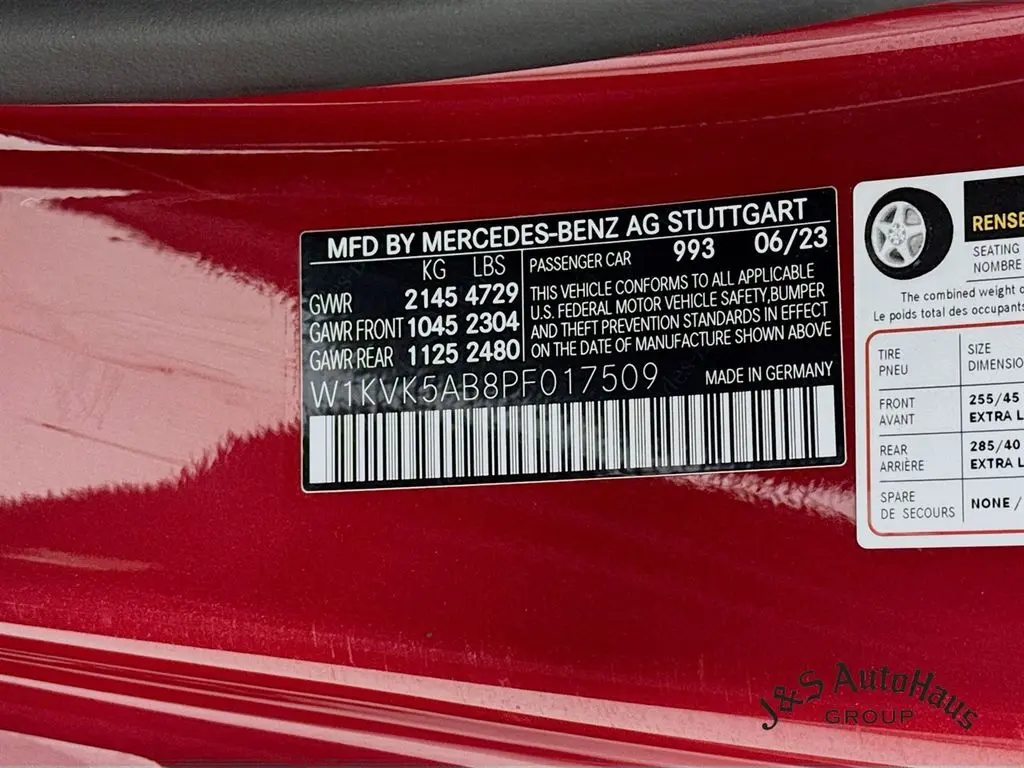 MFD BY MERCEDES-BENZ AG STUTTGART
KG LBS
GVWR 2145 4729
GAWR FRONT 1045 2304
GAWR REAR 1125 2480
PASSENGER CAR 993 06/23
THIS VEHICLE CONFORMS TO ALL APPLICABLE
U.S. FEDERAL MOTOR VEHICLE SAFETY, BUMPER
AND THEFT PREVENTION STANDARDS IN EFFECT
ON THE DATE OF MANUFACTURE SHOWN ABOVE
W1KVK5AB8PF017509 MADE IN GERMANY
SEATING
NOMBRE
The combined weight
Le poids total des occupants
TIRE SIZE
PNEU
FRONT 255/45
AVANT EXTRA
REAR 285/40
ARRIÈRE EXTRA
SPARE NONE /
DE SECOURS
J&S AutoHaus
GROUP